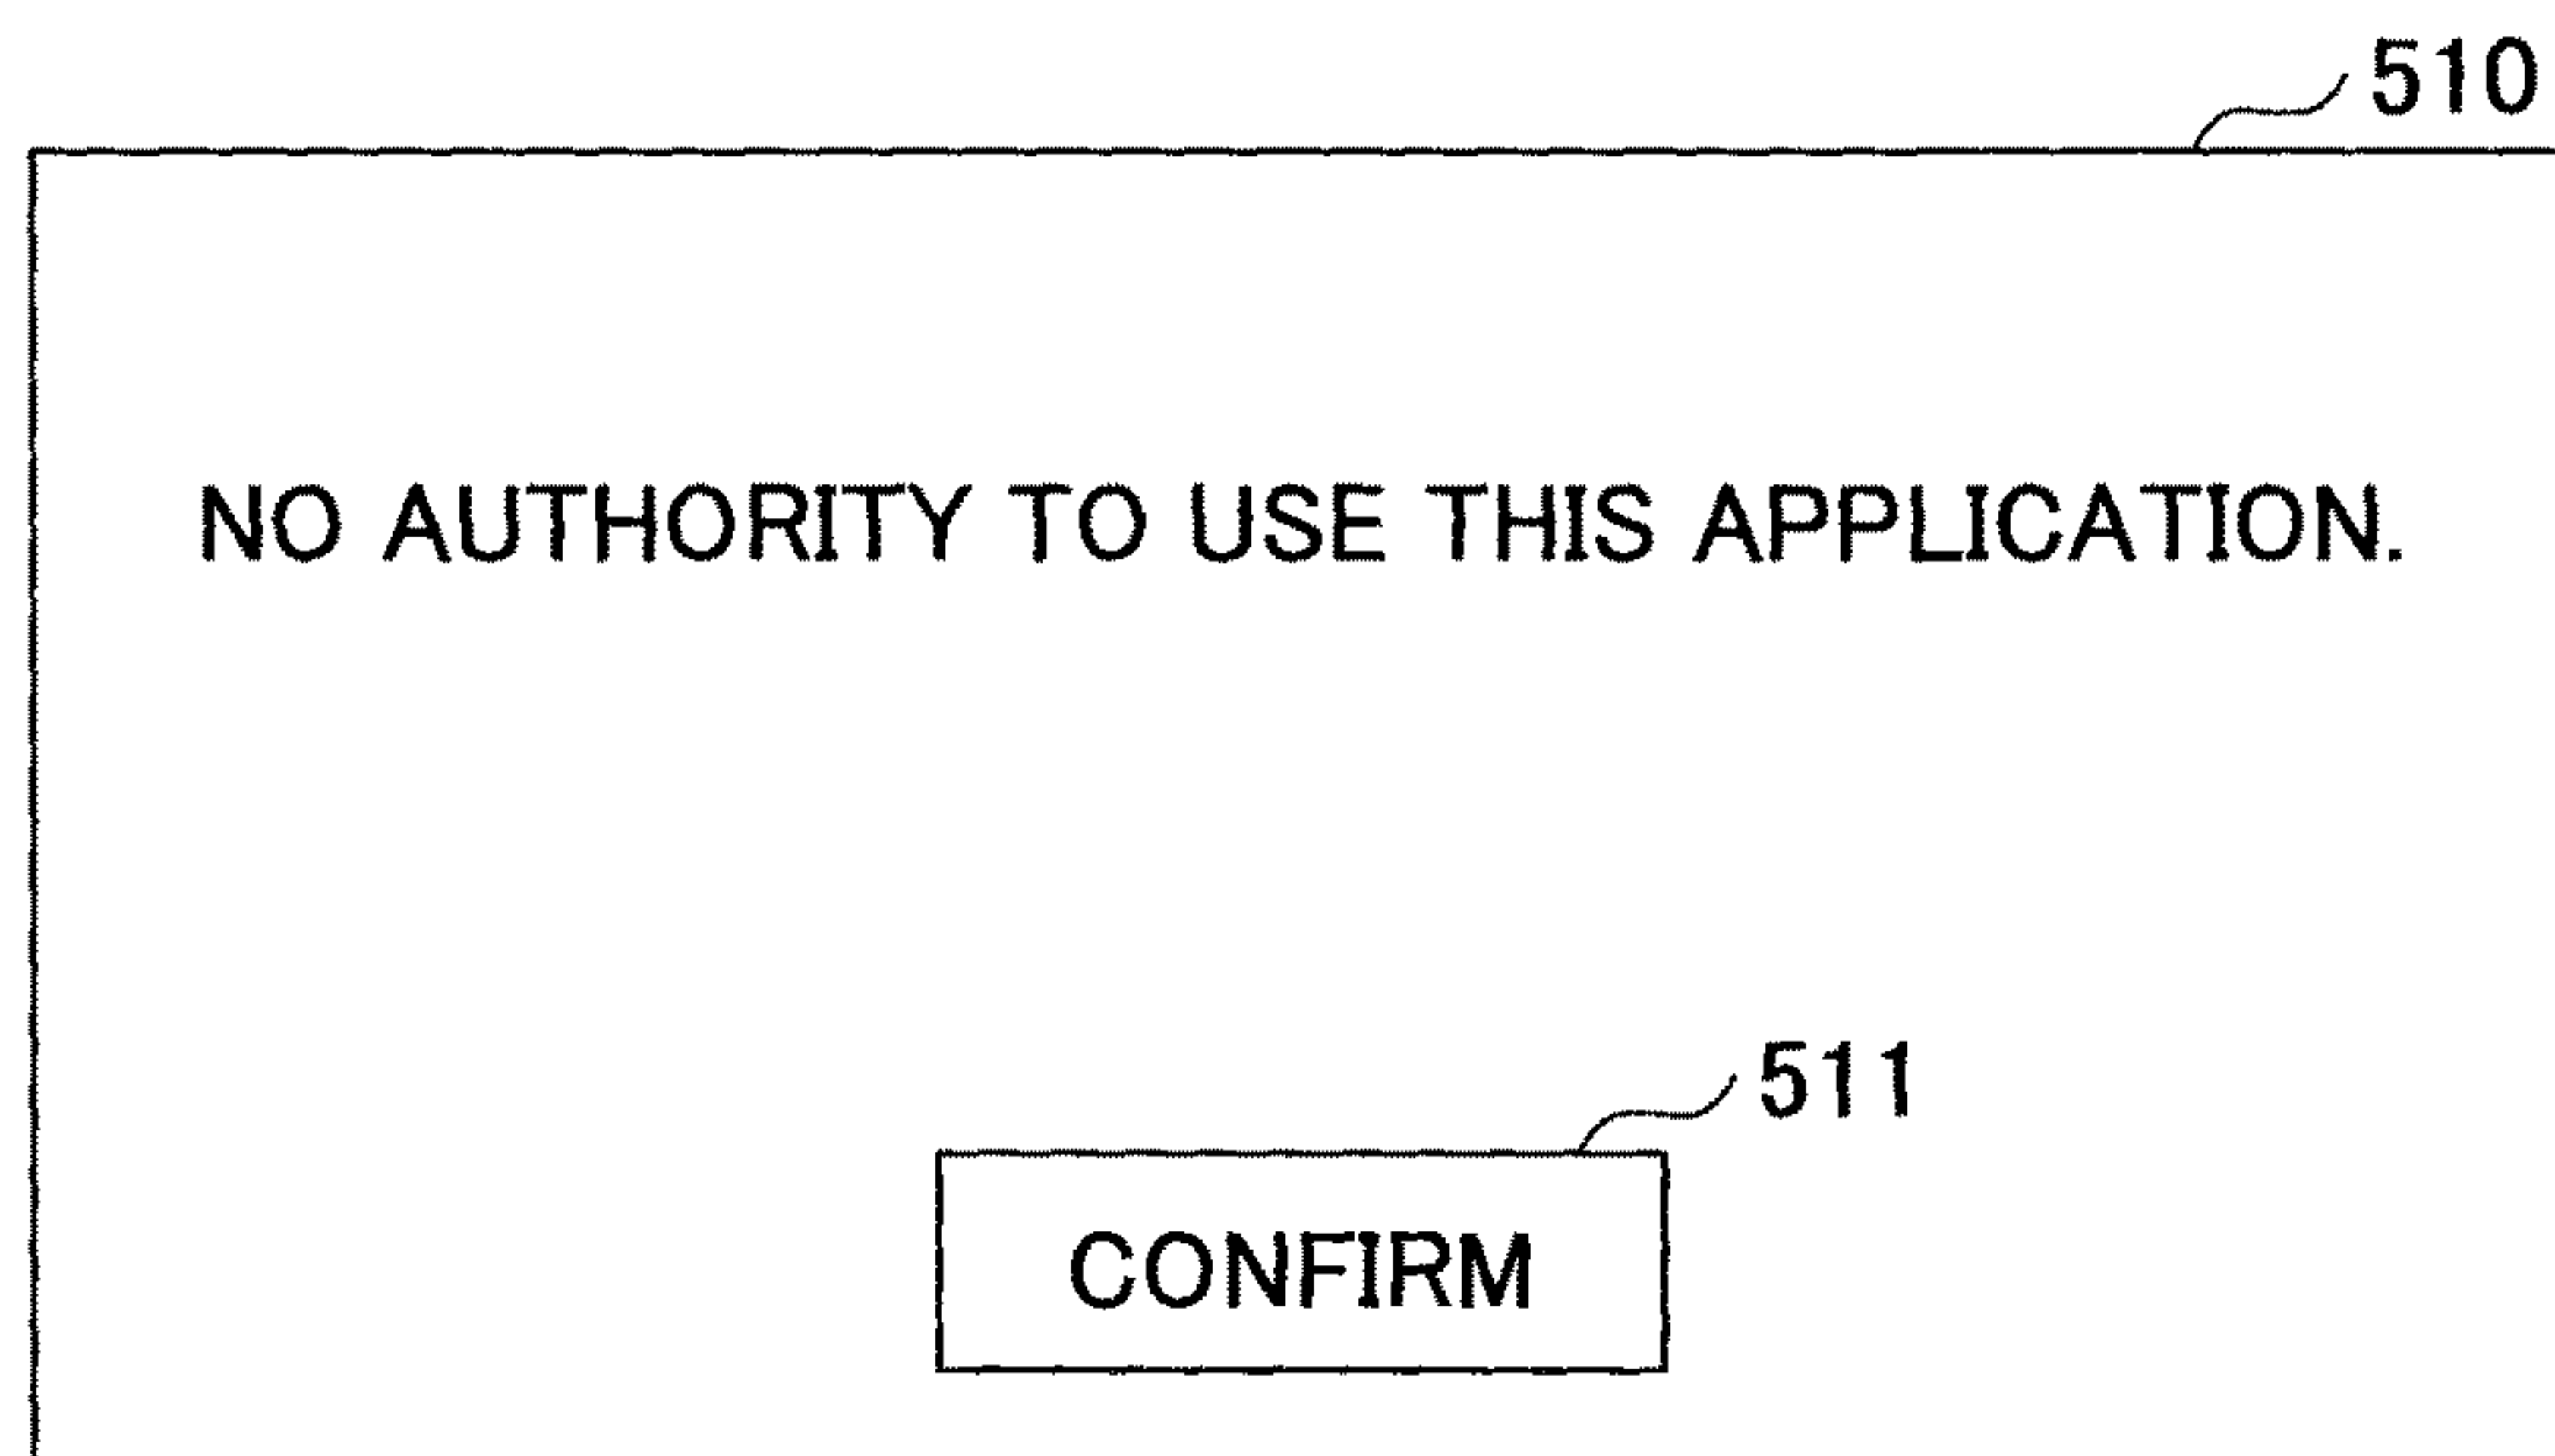 510
NO AUTHORITY TO USE THIS APPLICATION.
511
CONFIRM